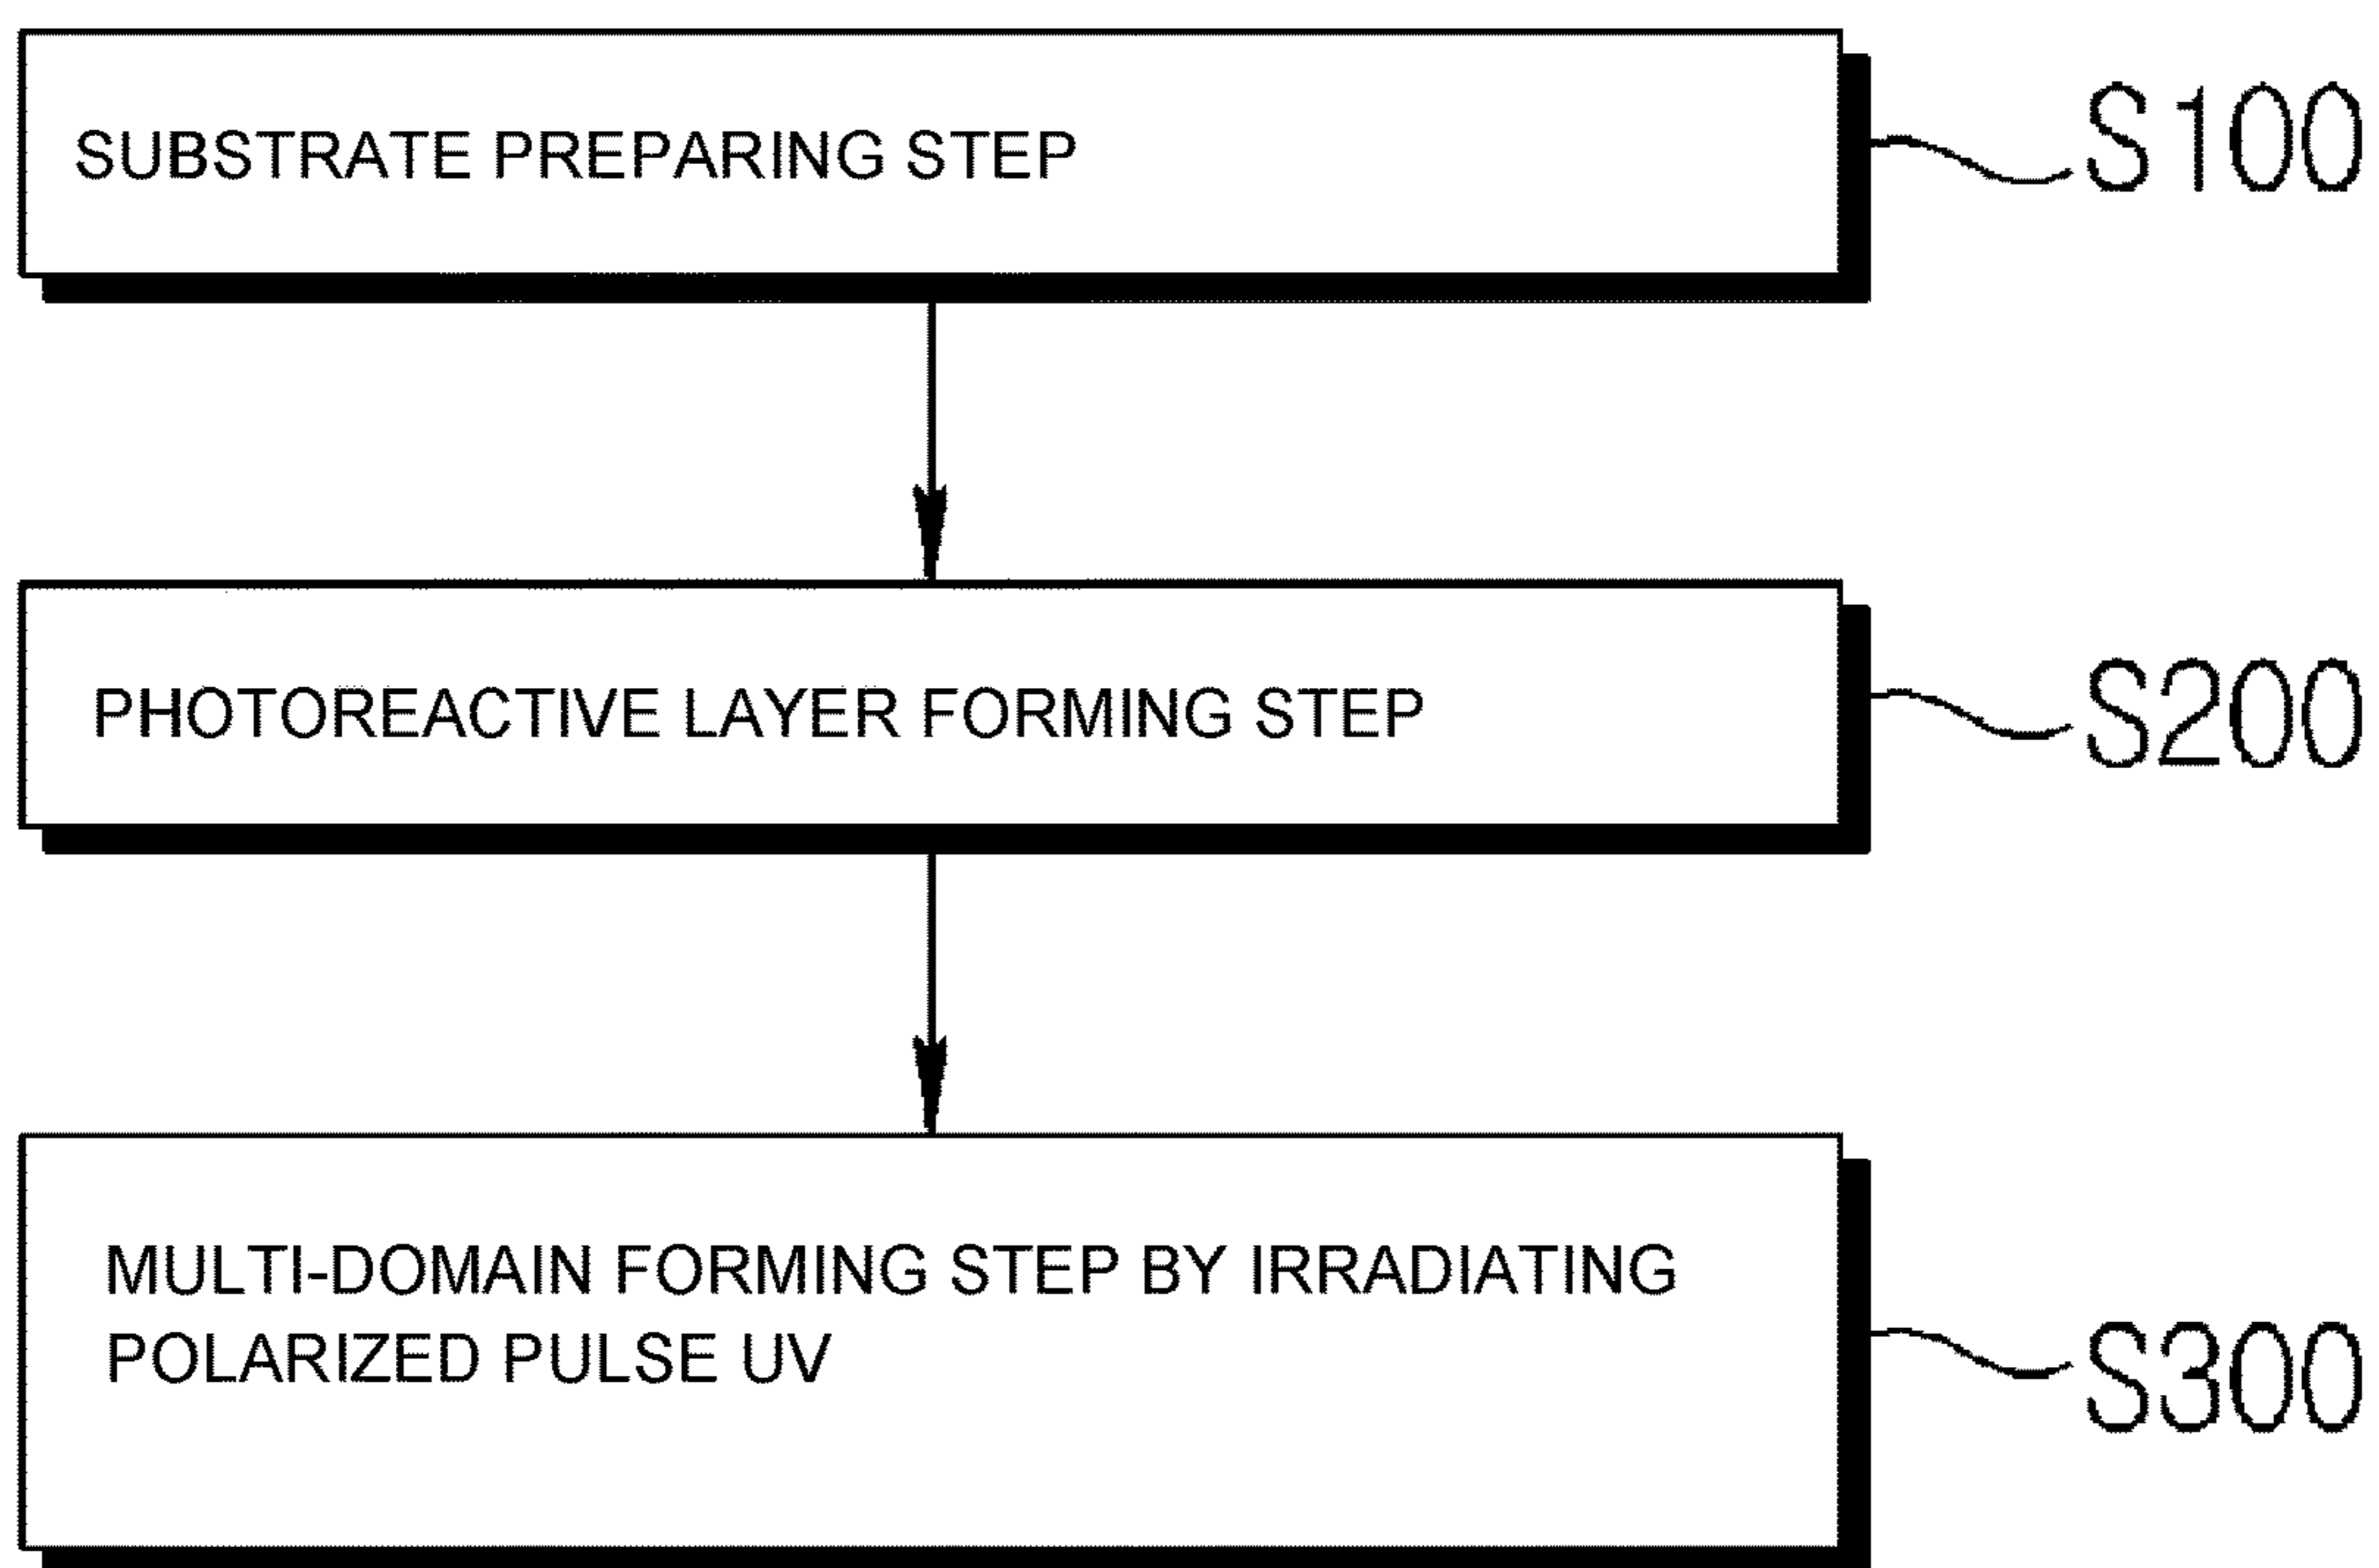 SUBSTRATE PREPARING STEP
S100
PHOTOREACTIVE LAYER FORMING STEP
S200
MULTI-DOMAIN FORMING STEP BY IRRADIATING
POLARIZED PULSE UV
S300